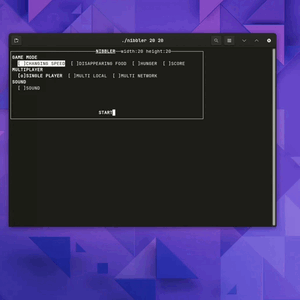 ./nibbler 20 20
NIBBLER width:20 height:20
GAME MODE
[ ]CHANGING SPEED [ ]DISAPPEARING FOOD [ ]HUNGER [ ]SCORE
MULTIPLAYER
[x]SINGLE PLAYER [ ]MULTI LOCAL [ ]MULTI NETWORK
SOUND
[ ]SOUND
START